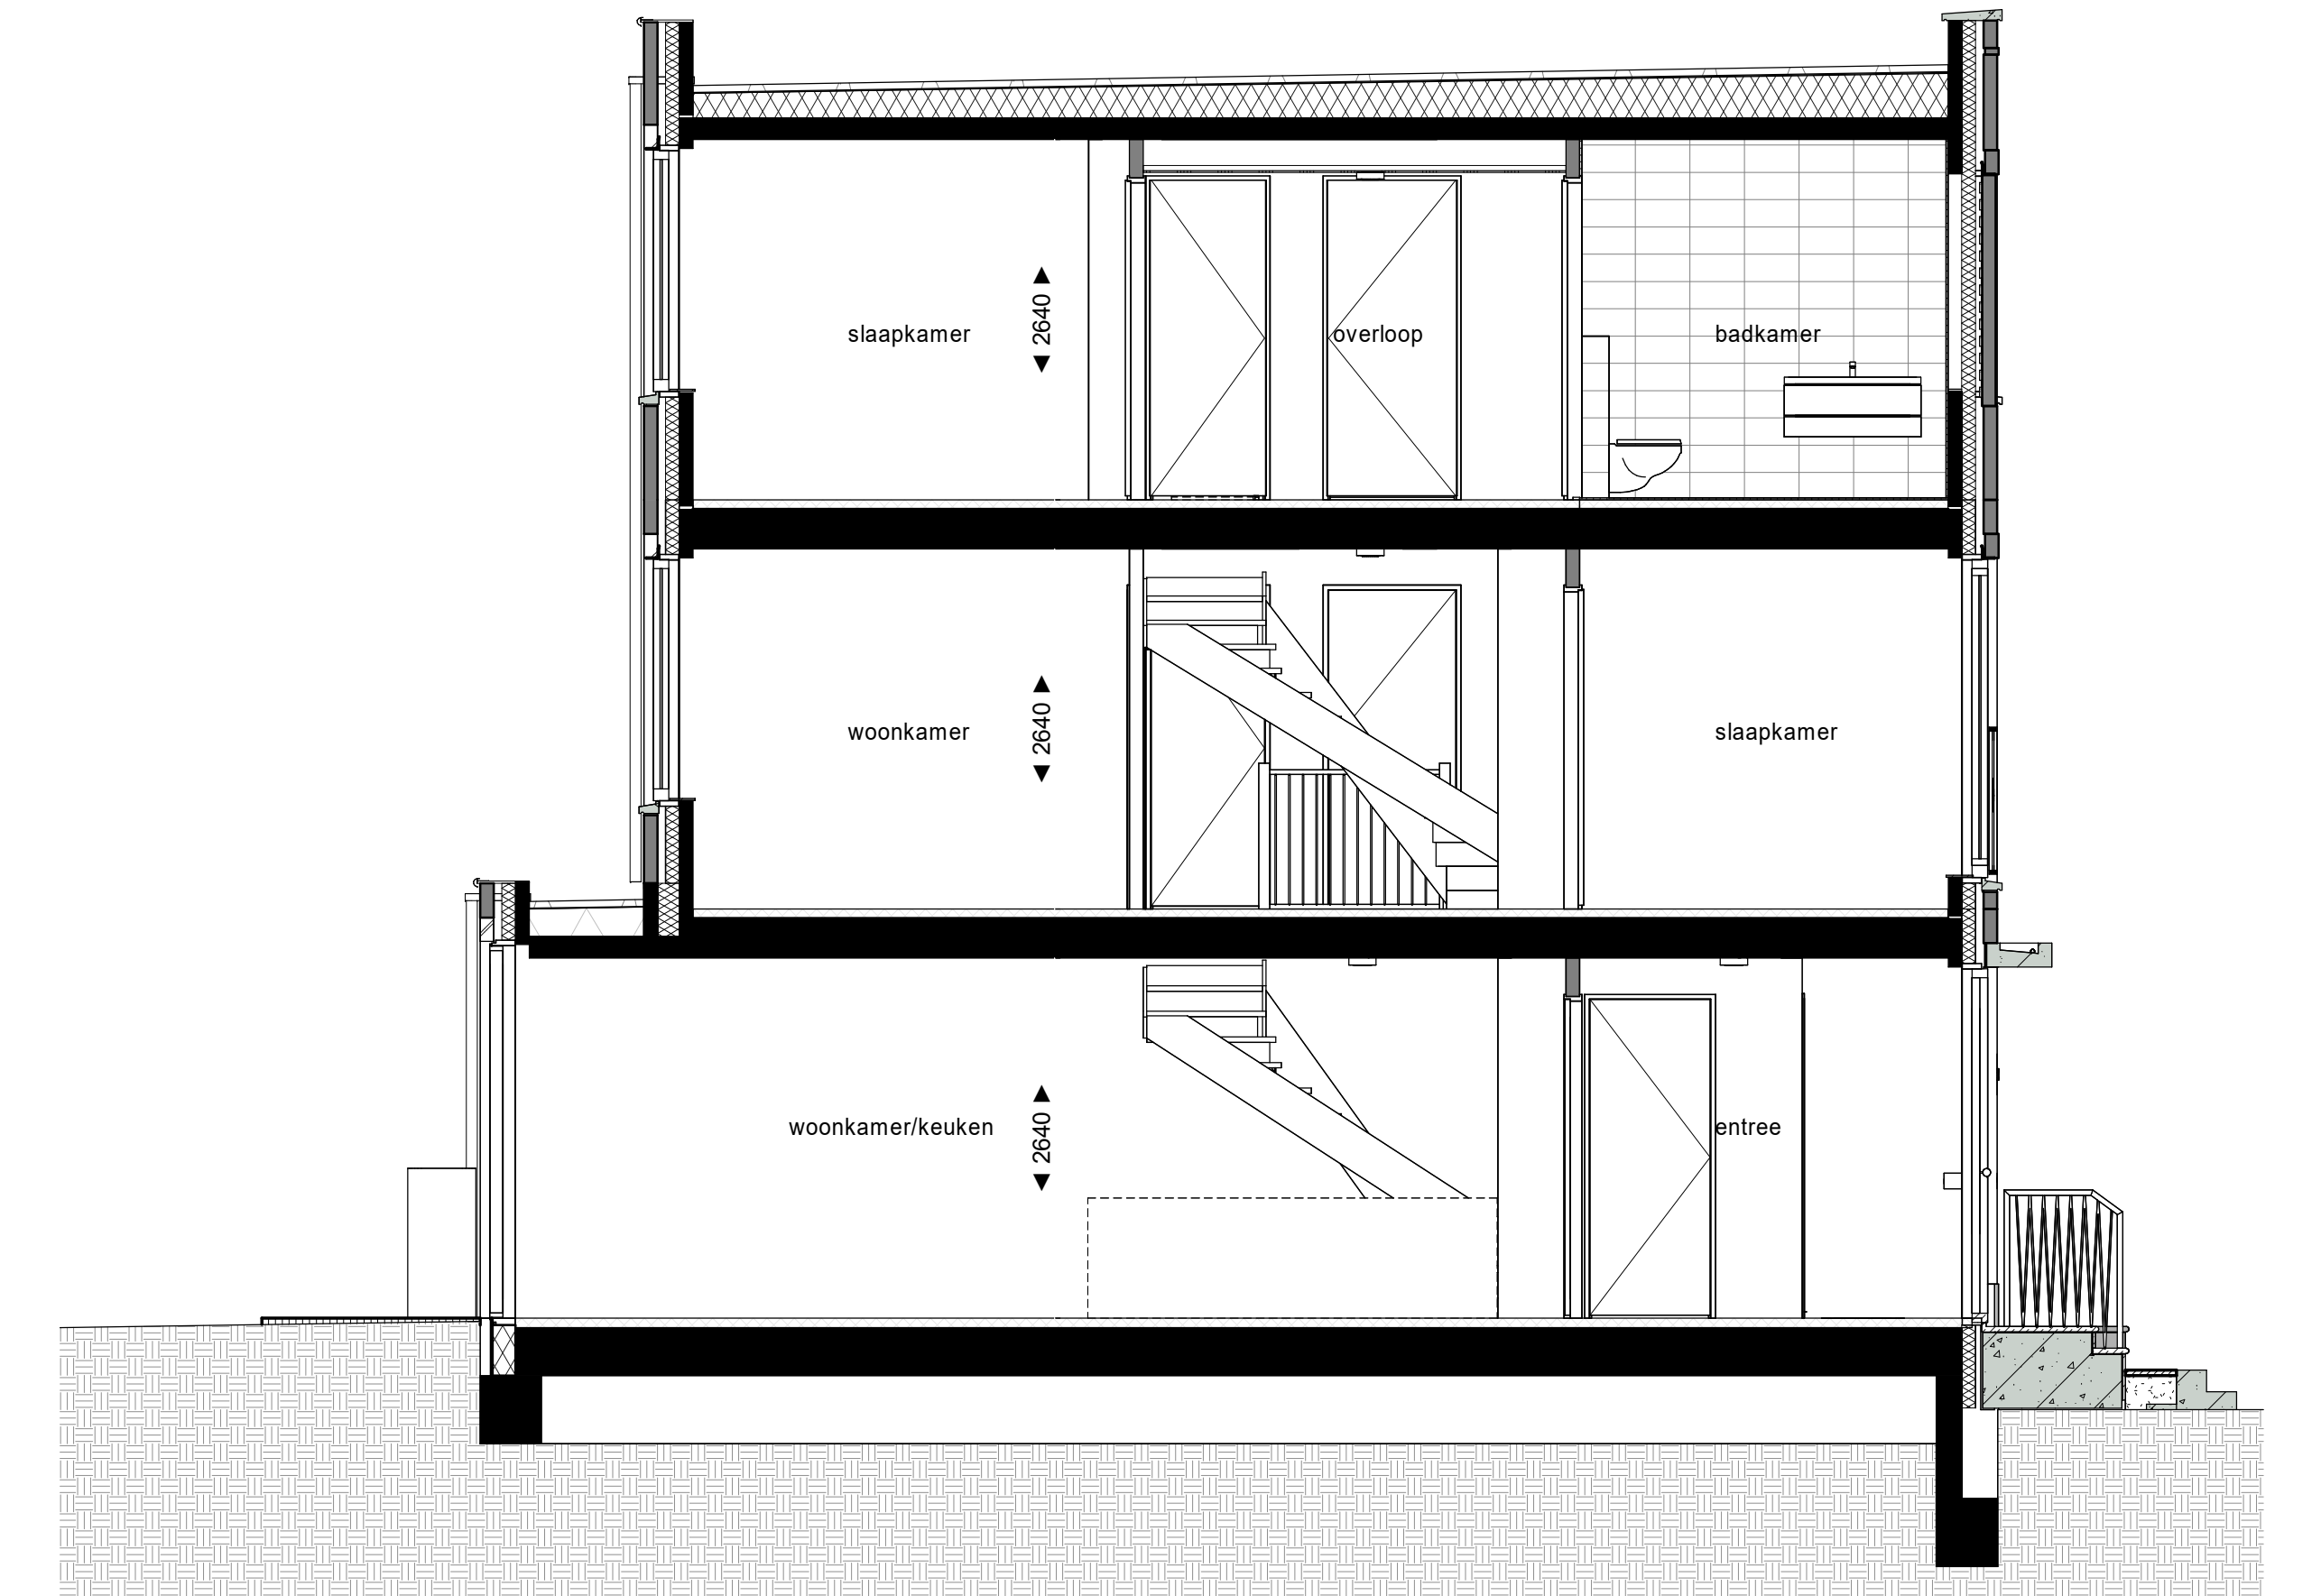 slaapkamer
◄ 2640 ►
overloop
badkamer
woonkamer
◄ 2640 ►
slaapkamer
woonkamer/keuken
◄ 2640 ►
entree